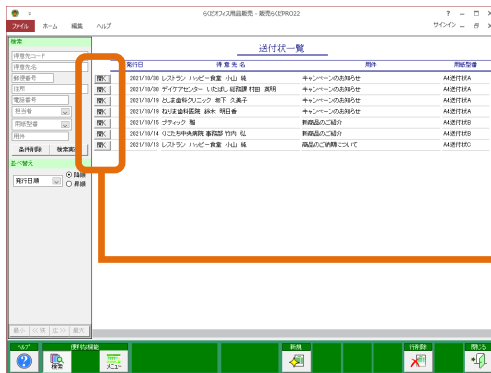 らくだオフィス用品販売 - 販売らくだPRO22
ファイル ホーム 編集 ヘルプ
サインイン
検索
得意先コード
得意先名
郵便番号
住所
電話番号
担当者
用紙型番
用件
条件削除 検索実行
並べ替え
発行日順
降順
昇順
最小 <<狭 広>> 最大
送付状一覧
発行日 得意先名 用件 用紙型番
開く 2021/10/30 レストラン ハッピー食堂 小山 純 キャンペーンのお知らせ A4送付状A
開く 2021/10/30 デイケアセンター いたばし 総務課 村田 真明 キャンペーンのお知らせ A4送付状B
開く 2021/10/19 としま歯科クリニック 坂下 久美子 キャンペーンのお知らせ A4送付状A
開く 2021/10/19 ねりま歯科医院 鈴木 明日香 キャンペーンのお知らせ A4送付状A
開く 2021/10/15 ブティック 翔 新商品のご紹介 A4送付状B
開く 2021/10/14 らくだ中央病院 事務部 竹内 弘 新商品のご紹介 A4送付状B
開く 2021/10/13 レストラン ハッピー食堂 小山 純 商品のご納期について A4送付状C
ヘルプ 便利な機能 新規 行削除 閉じる
検索 メニュー